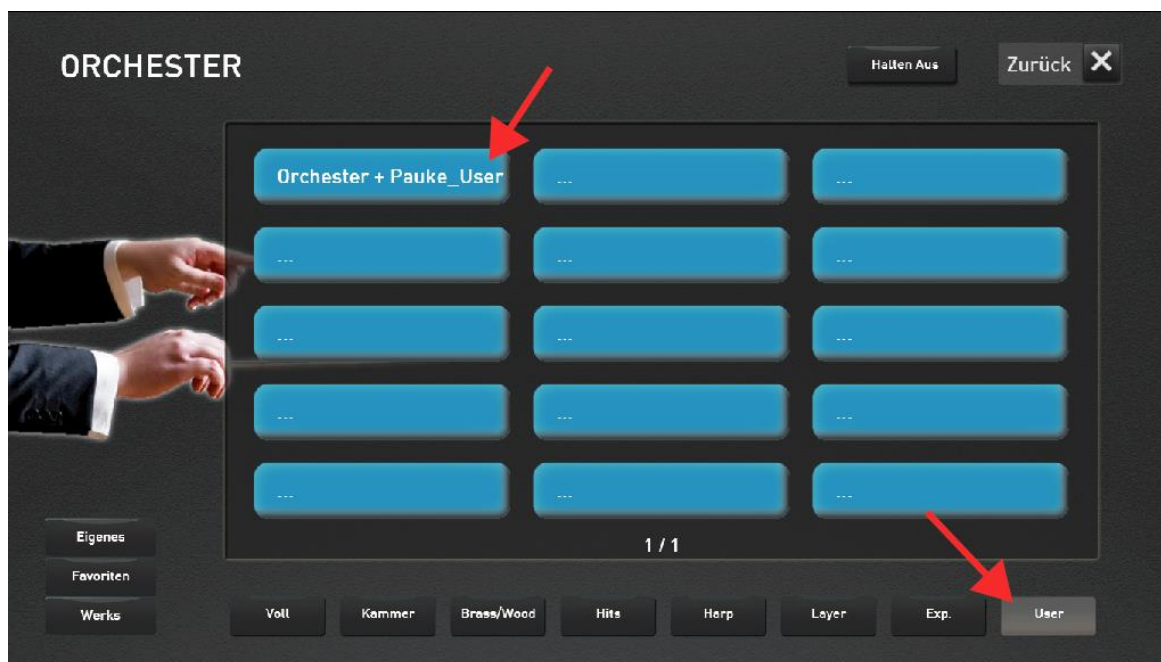 ORCHESTER
Halten Aus
Zurück
Orchester + Pauke_User
...
...
...
...
...
...
...
...
...
...
...
...
...
...
1 / 1
Eigenes
Favoriten
Werks
Voll
Kammer
Brass/Wood
Hits
Harp
Layer
Exp.
User